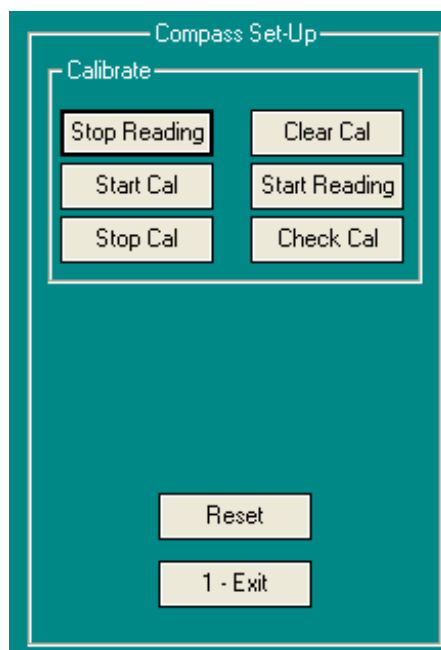 Compass Set-Up
Calibrate
Stop Reading
Clear Cal
Start Cal
Start Reading
Stop Cal
Check Cal
Reset
1 - Exit